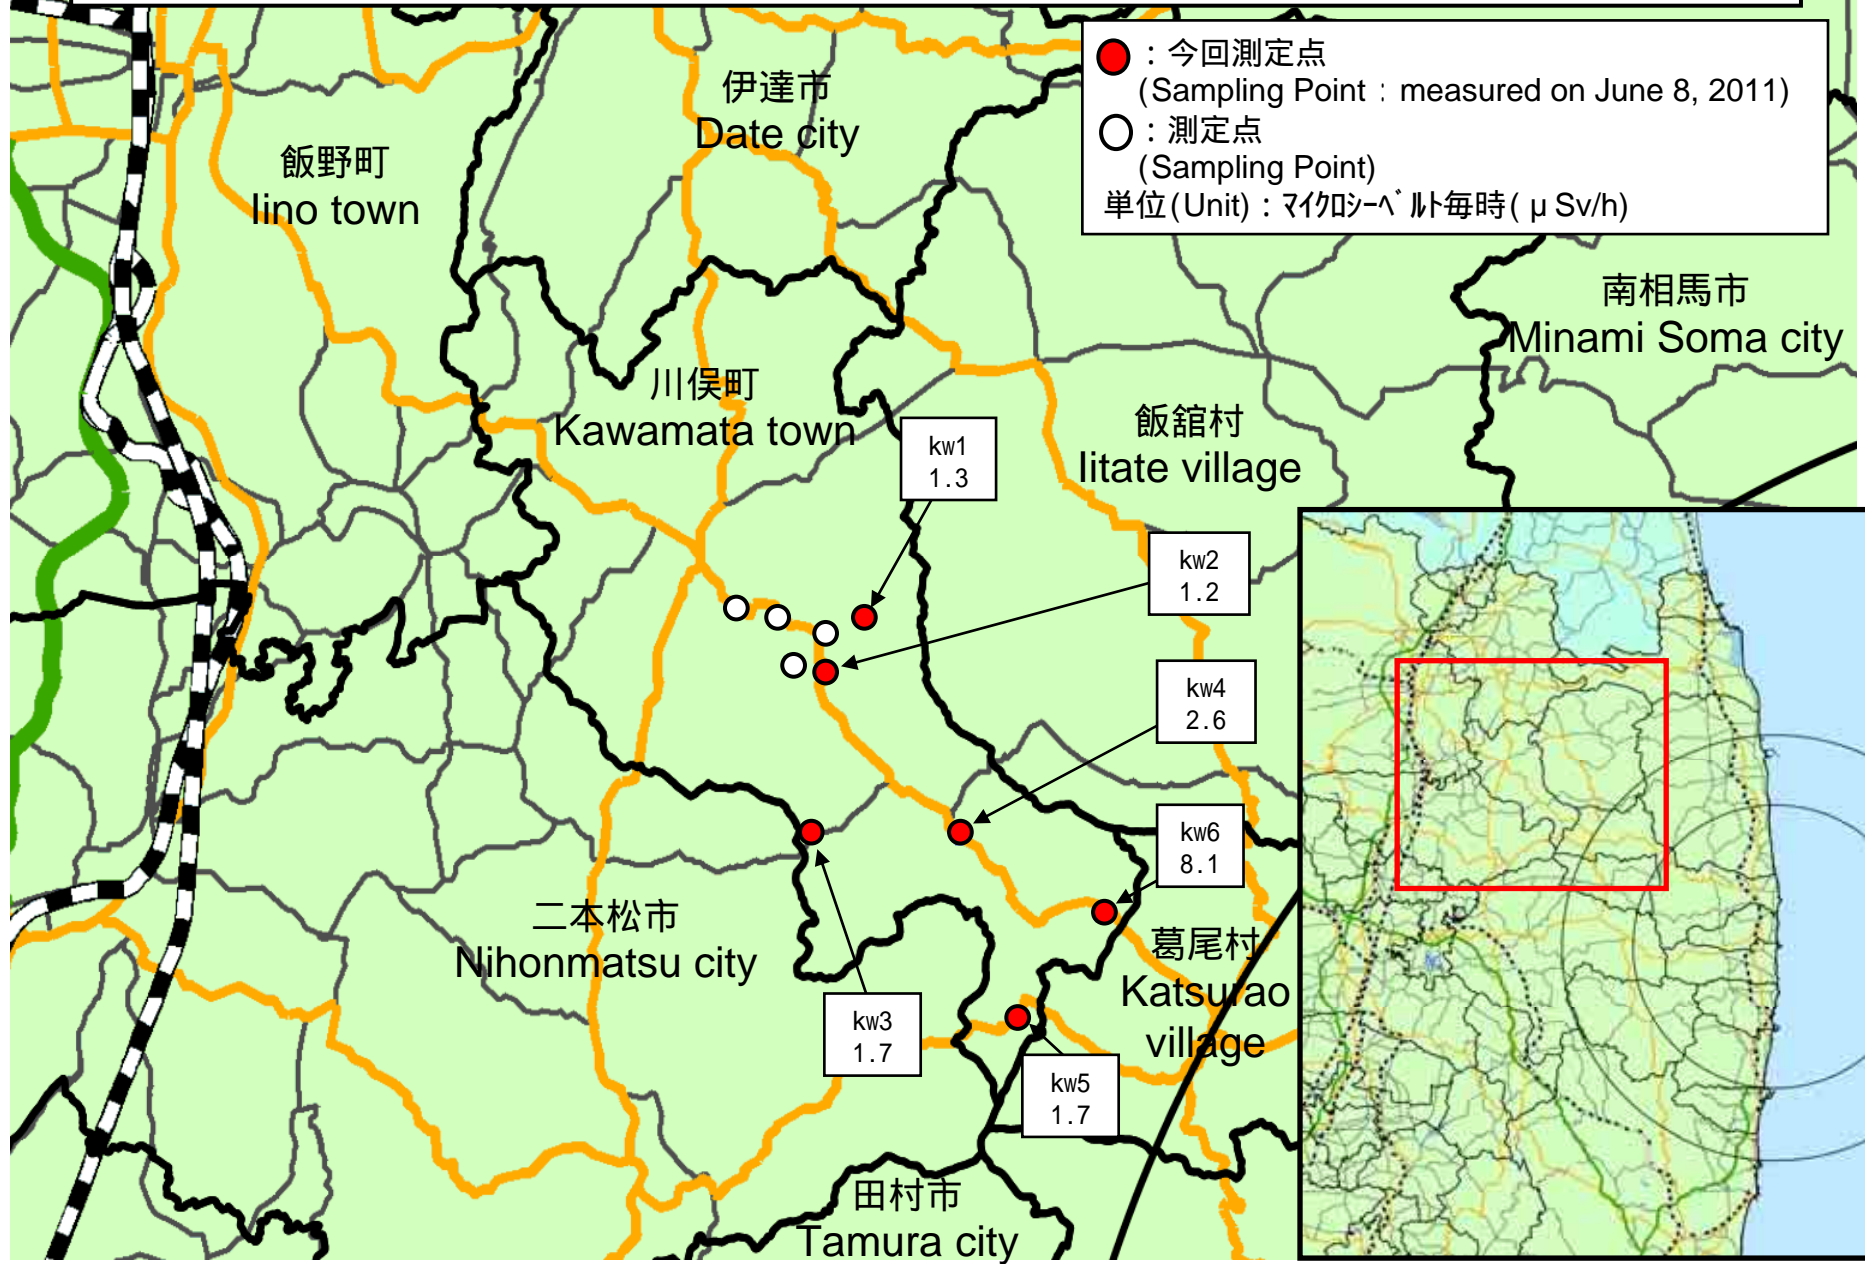 ：今回測定点
(Sampling Point：measured on June 8, 2011)
：測定点
(Sampling Point)
単位(Unit)：ﾏｲｸﾛｼｰﾍﾞﾙﾄ毎時( μ Sv/h)
伊達市
Date city
飯野町
Iino town
南相馬市
Minami Soma city
川俣町
Kawamata town
飯舘村
Iitate village
kw1
1.3
kw2
1.2
kw4
2.6
kw6
8.1
二本松市
Nihonmatsu city
葛尾村
Katsurao
village
kw3
1.7
kw5
1.7
田村市
Tamura city